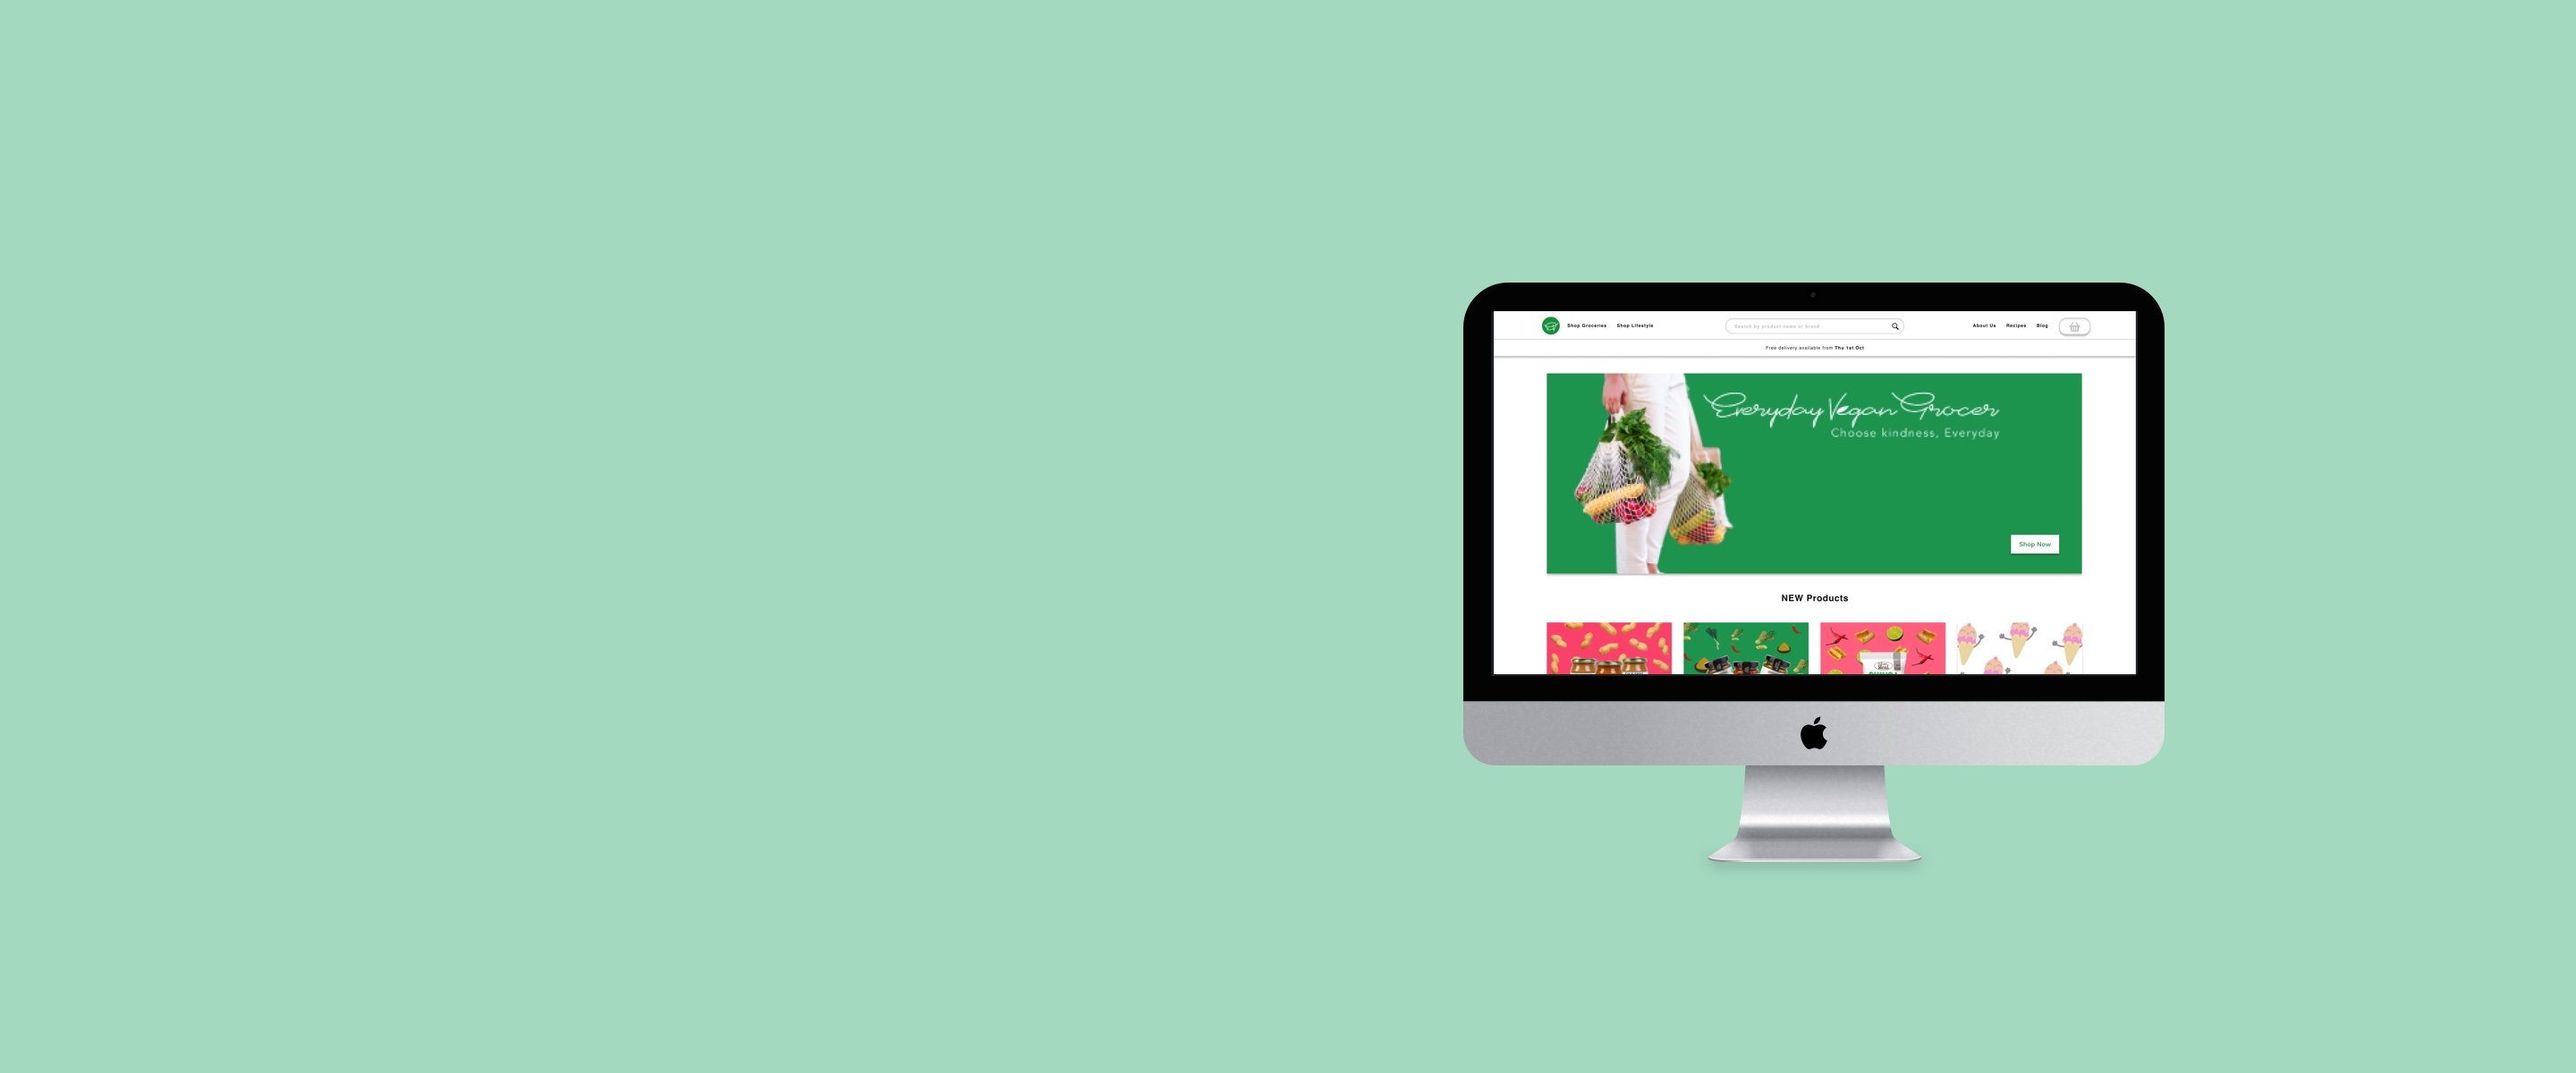 Shop Groceries Shop Lifestyle Search by product name or brand About Us Recipes Blog
Free delivery available from Thu 1st Oct
Everyday Vegan Grocer
Choose kindness, Everyday
Shop Now
NEW Products